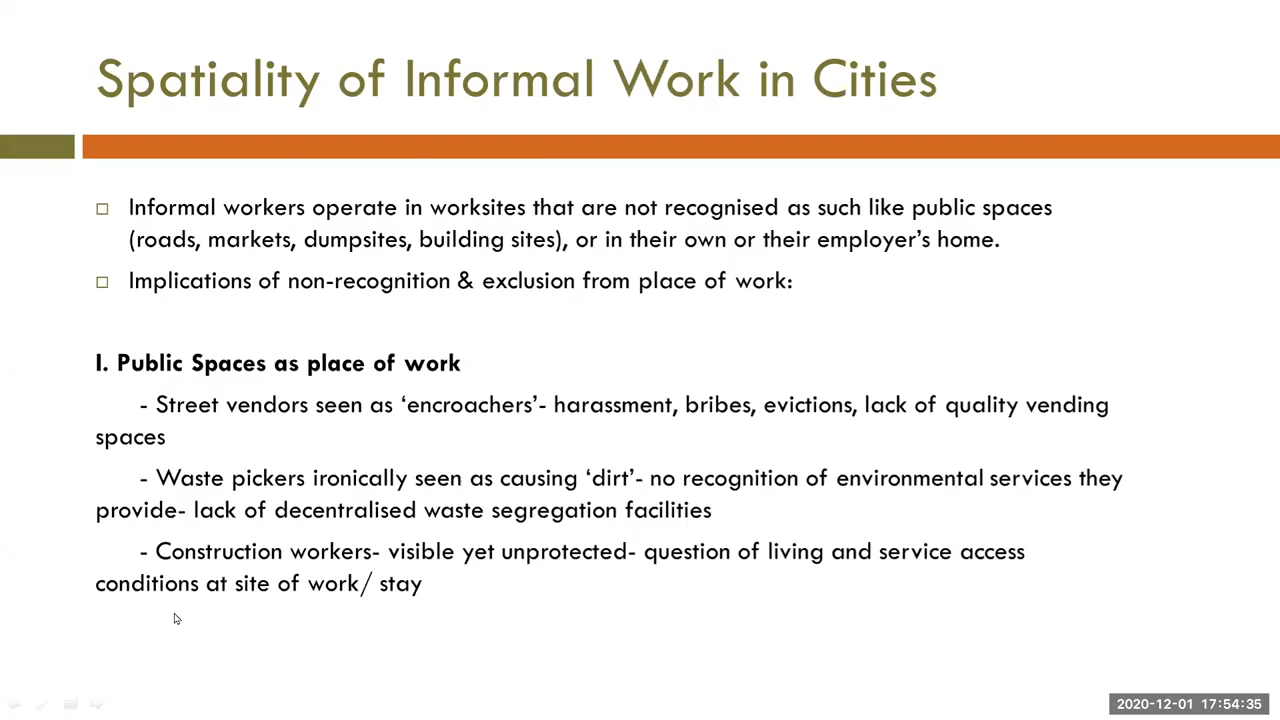 Spatiality of Informal Work in Cities
Informal workers operate in worksites that are not recognised as such like public spaces
(roads, markets, dumpsites, building sites), or in their own or their employer’s home.
Implications of non-recognition & exclusion from place of work:
I. Public Spaces as place of work
- Street vendors seen as ‘encroachers’- harassment, bribes, evictions, lack of quality vending
spaces
- Waste pickers ironically seen as causing ‘dirt’- no recognition of environmental services they
provide- lack of decentralised waste segregation facilities
- Construction workers- visible yet unprotected- question of living and service access
conditions at site of work/ stay
2020-12-01 17:54:35